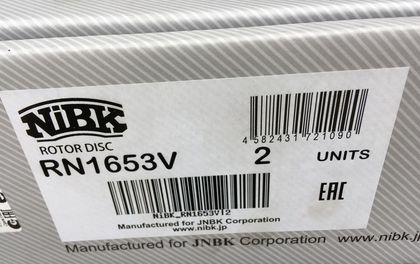 NiBK
ROTOR DISC
RN1653V 2 UNITS
4 582431 721090
NiBK_RN1653VI2
Manufactured for JNBK Corporation
www.nibk.jp
EAC
Manufactured for JNBK Corporation www.nibk.jp